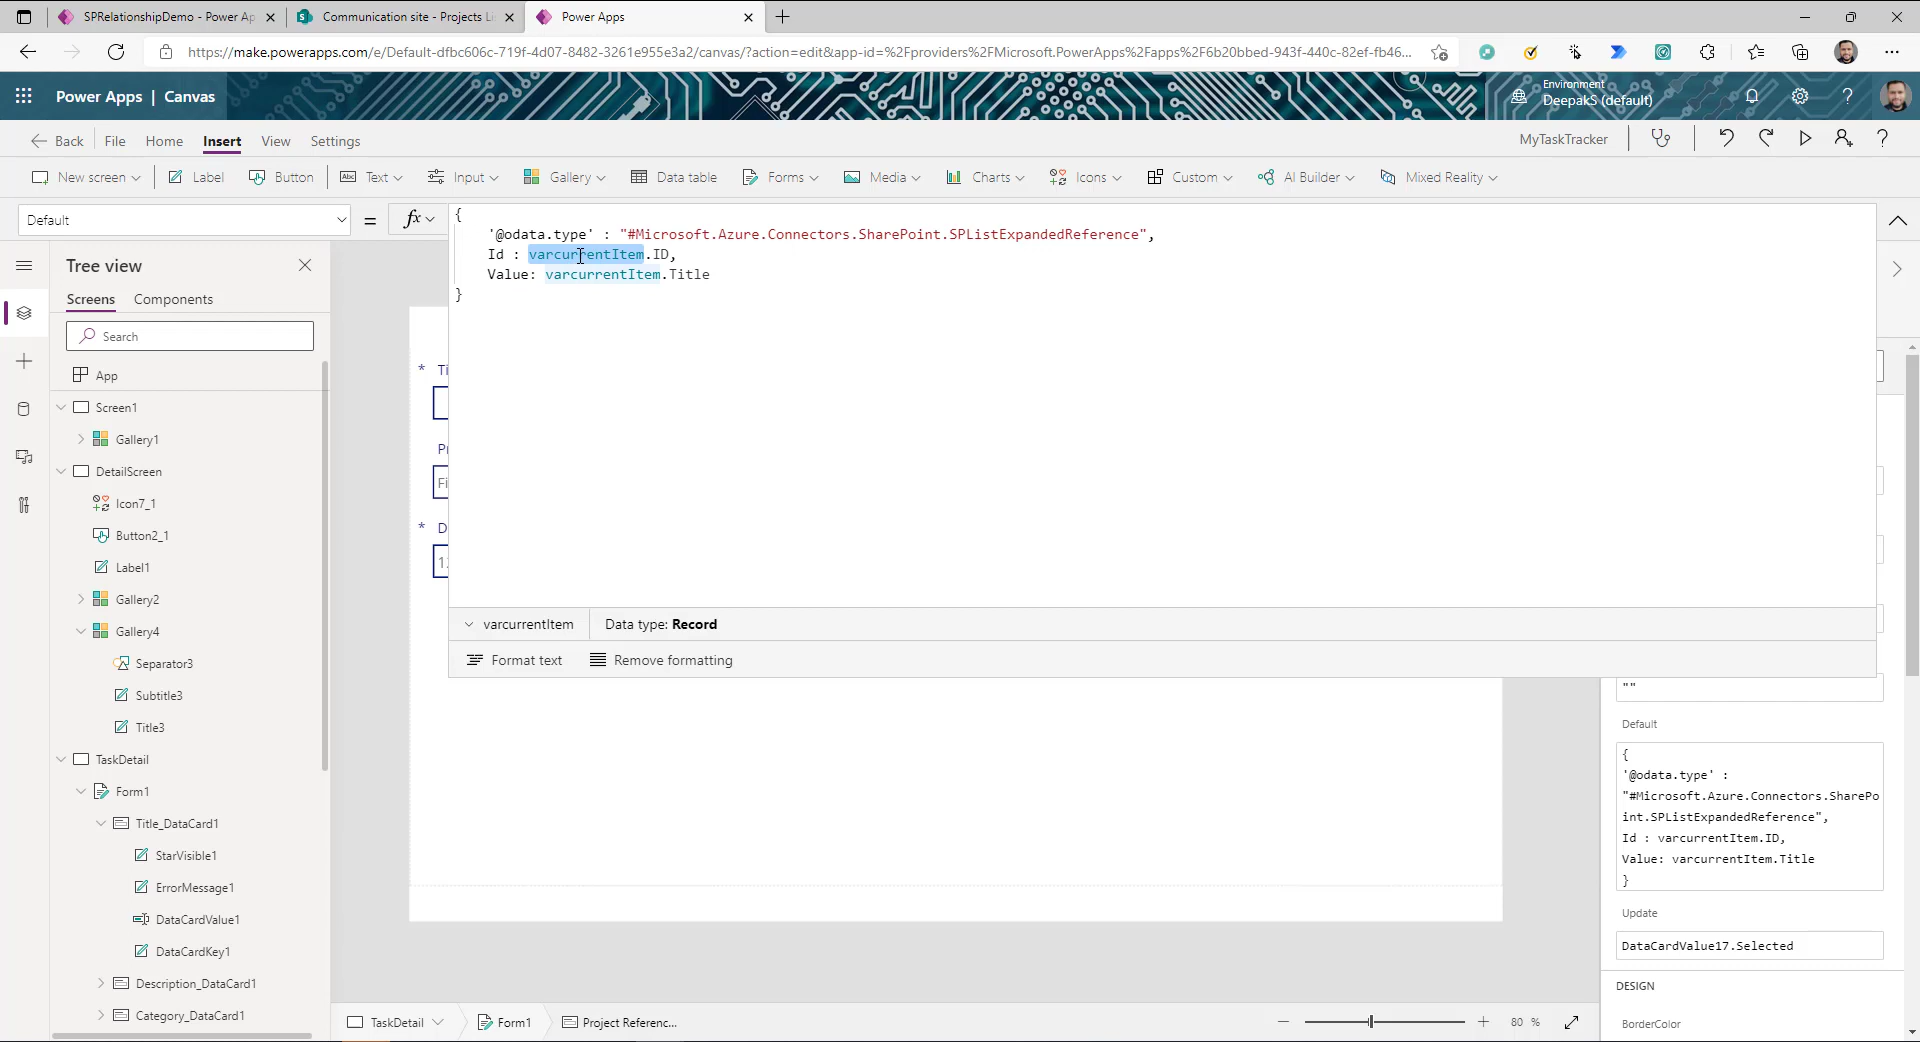 SPRelationshipDemo - Power Ap
Communication site - Projects Li
Power Apps
https://make.powerapps.com/e/Default-dfbc606c-719f-4d07-8482-3261e955e3a2/canvas/?action=edit&app-id=%2Fproviders%2FMicrosoft.PowerApps%2Fapps%2F6b20bbed-943f-440c-82ef-fb46...
Power Apps | Canvas
Environment
DeepakS (default)
Back
File
Home
Insert
View
Settings
MyTaskTracker
New screen
Label
Button
Text
Input
Gallery
Data table
Forms
Media
Charts
Icons
Custom
AI Builder
Mixed Reality
Default
=
fx
{
'@odata.type' : "#Microsoft.Azure.Connectors.SharePoint.SPListExpandedReference",
Id : varcurrentItem.ID,
Value: varcurrentItem.Title
}
varcurrentItem
Data type: Record
Format text
Remove formatting
Tree view
Screens
Components
Search
App
Screen1
Gallery1
DetailScreen
Icon7_1
Button2_1
Label1
Gallery2
Gallery4
Separator3
Subtitle3
Title3
TaskDetail
Form1
Title_DataCard1
StarVisible1
ErrorMessage1
DataCardValue1
DataCardKey1
Description_DataCard1
Category_DataCard1
* Ti
Pr
Fi
* D
1
""
Default
{
'@odata.type' :
"#Microsoft.Azure.Connectors.SharePo
int.SPListExpandedReference",
Id : varcurrentItem.ID,
Value: varcurrentItem.Title
}
Update
DataCardValue17.Selected
DESIGN
BorderColor
TaskDetail
Form1
Project Referenc...
80 %